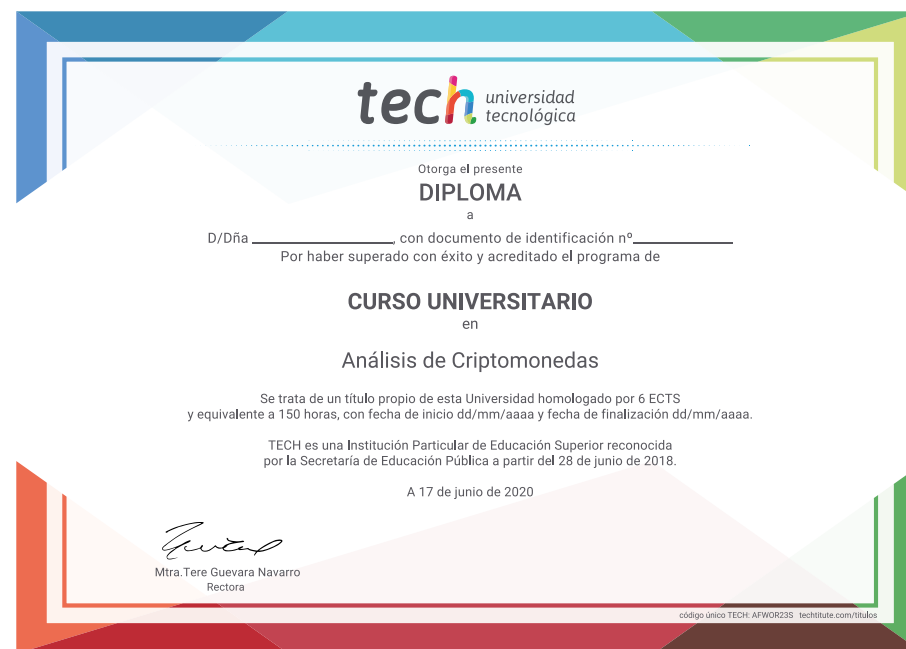 tech universidad
tecnológica
Otorga el presente
DIPLOMA
a
D/Dña ____________________, con documento de identificación nº______________
Por haber superado con éxito y acreditado el programa de
CURSO UNIVERSITARIO
en
Análisis de Criptomonedas
Se trata de un título propio de esta Universidad homologado por 6 ECTS
y equivalente a 150 horas, con fecha de inicio dd/mm/aaaa y fecha de finalización dd/mm/aaaa.
TECH es una Institución Particular de Educación Superior reconocida
por la Secretaría de Educación Pública a partir del 28 de junio de 2018.
A 17 de junio de 2020
Mtra.Tere Guevara Navarro
Rectora
código único TECH: AFWOR23S techtitute.com/titulos